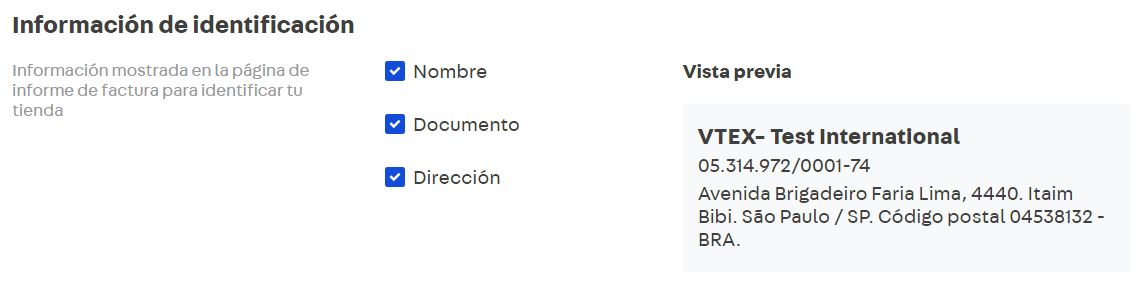 Información de identificación
Información mostrada en la página de
informe de factura para identificar tu
tienda
Nombre
Documento
Dirección
Vista previa
VTEX- Test International
05.314.972/0001-74
Avenida Brigadeiro Faria Lima, 4440. Itaim
Bibi. São Paulo / SP. Código postal 04538132 -
BRA.